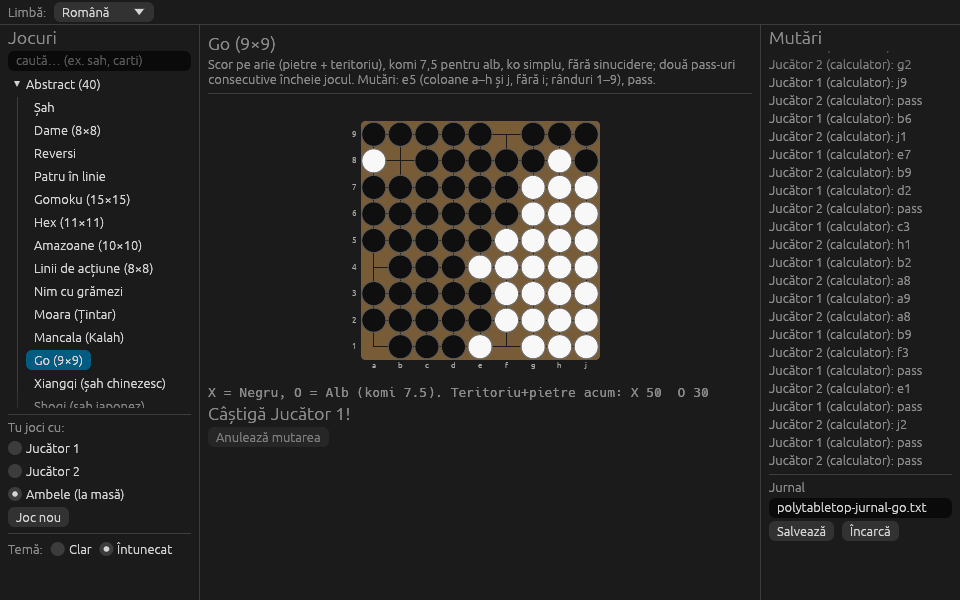 Limbă: Română
Jocuri
caută... (ex. sah, carti)
Abstract (40)
Șah
Dame (8×8)
Reversi
Patru în linie
Gomoku (15×15)
Hex (11×11)
Amazoane (10×10)
Linii de acțiune (8×8)
Nim cu grămezi
Moara (Țintar)
Mancala (Kalah)
Go (9×9)
Xiangqi (șah chinezesc)
Shogi (șah japonez)
Tu joci cu:
Jucător 1
Jucător 2
Ambele (la masă)
Joc nou
Temă: Clar Întunecat
Go (9×9)
Scor pe arie (pietre + teritoriu), komi 7,5 pentru alb, ko simplu, fără sinucidere; două pass-uri
consecutive încheie jocul. Mutări: e5 (coloane a–h și j, fără i; rânduri 1–9), pass.
9
8
7
6
5
4
3
2
1
a b c d e f g h j
X = Negru, O = Alb (komi 7.5). Teritoriu+pietre acum: X 50 O 30
Câștigă Jucător 1!
Anulează mutarea
Mutări
Jucător 2 (calculator): g2
Jucător 1 (calculator): j9
Jucător 2 (calculator): pass
Jucător 1 (calculator): b6
Jucător 2 (calculator): j1
Jucător 1 (calculator): e7
Jucător 2 (calculator): b9
Jucător 1 (calculator): d2
Jucător 2 (calculator): pass
Jucător 1 (calculator): c3
Jucător 2 (calculator): h1
Jucător 1 (calculator): b2
Jucător 2 (calculator): a8
Jucător 1 (calculator): a9
Jucător 2 (calculator): a8
Jucător 1 (calculator): b9
Jucător 2 (calculator): f3
Jucător 1 (calculator): pass
Jucător 2 (calculator): e1
Jucător 1 (calculator): pass
Jucător 2 (calculator): j2
Jucător 1 (calculator): pass
Jucător 2 (calculator): pass
Jurnal
polytabletop-jurnal-go.txt
Salvează Încarcă